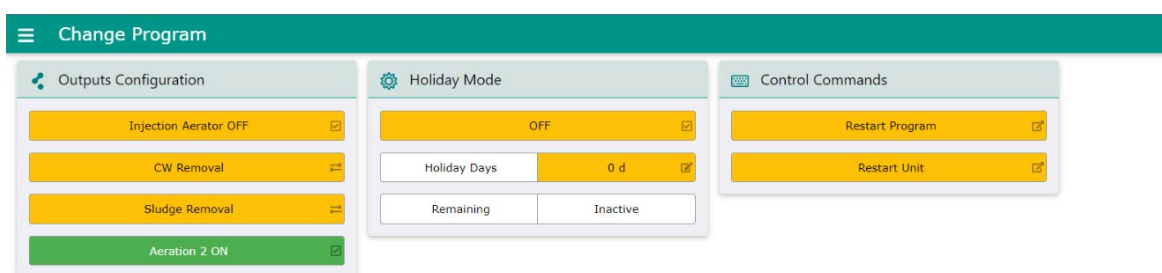 Change Program
Outputs Configuration
Injection Aerator OFF
CW Removal
Sludge Removal
Aeration 2 ON
Holiday Mode
OFF
Holiday Days 0 d
Remaining Inactive
Control Commands
Restart Program
Restart Unit